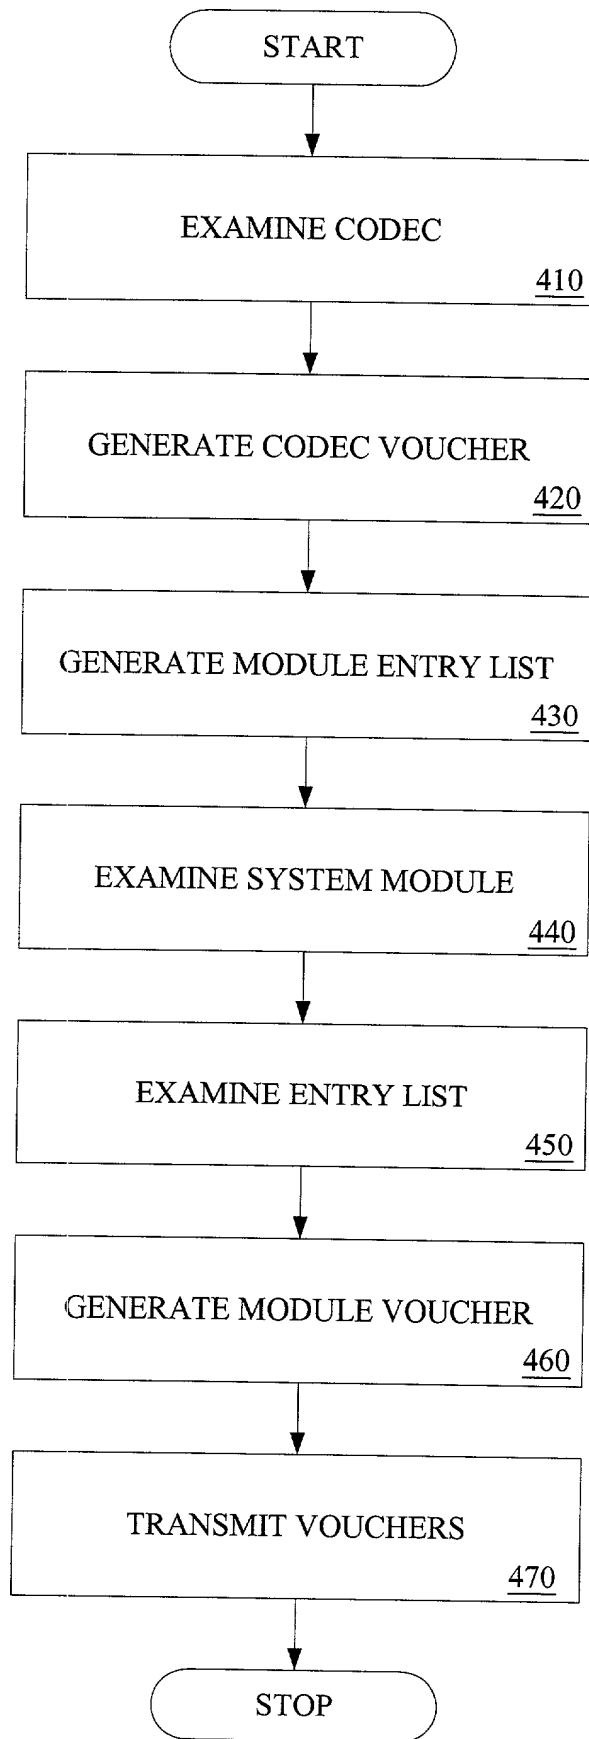 START
EXAMINE CODEC
410
GENERATE CODEC VOUCHER
420
GENERATE MODULE ENTRY LIST
430
EXAMINE SYSTEM MODULE
440
EXAMINE ENTRY LIST
450
GENERATE MODULE VOUCHER
460
TRANSMIT VOUCHERS
470
STOP